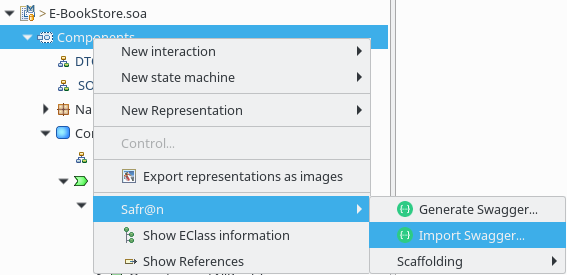 > E-BookStore.soa
Components
New interaction
DTO
New state machine
SO
New Representation
Na
Control...
Co
Export representations as images
Safr@n
Generate Swagger...
Show EClass information
Import Swagger...
Show References
Scaffolding